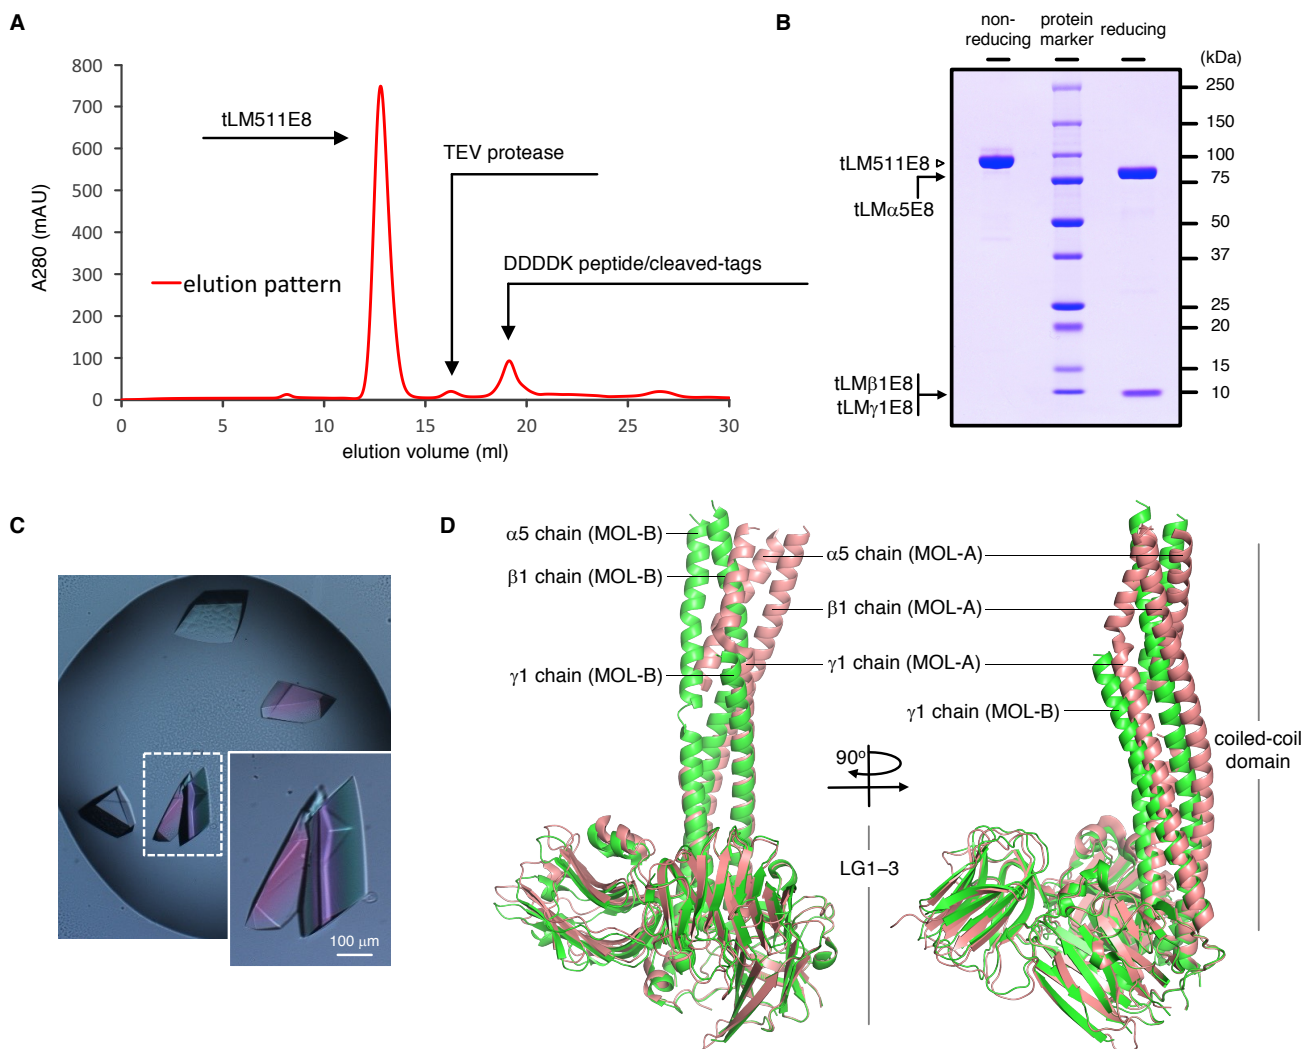 A
800
700
600
500
400
300
200
100
0
A280 (mAU)
0
5
10
15
20
25
30
elution volume (ml)
tLM511E8
TEV protease
DDDDK peptide/cleaved-tags
elution pattern
B
non-
reducing
protein
marker
reducing
(kDa)
250
150
100
75
50
37
25
20
15
10
tLM511E8
tLMα5E8
tLMβ1E8
tLMγ1E8
C
100 μm
D
α5 chain (MOL-B)
β1 chain (MOL-B)
γ1 chain (MOL-B)
α5 chain (MOL-A)
β1 chain (MOL-A)
γ1 chain (MOL-A)
γ1 chain (MOL-B)
90°
LG1–3
coiled-coil
domain